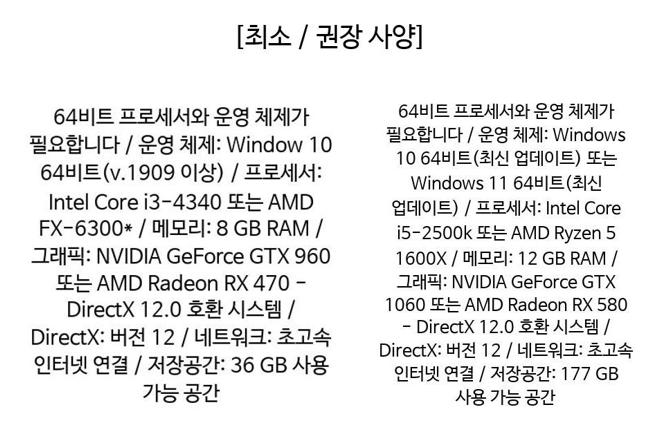 [최소 / 권장 사양]
64비트 프로세서와 운영 체제가
필요합니다 / 운영 체제: Window 10
64비트(v.1909 이상) / 프로세서:
Intel Core i3-4340 또는 AMD
FX-6300* / 메모리: 8 GB RAM /
그래픽: NVIDIA GeForce GTX 960
또는 AMD Radeon RX 470 -
DirectX 12.0 호환 시스템 /
DirectX: 버전 12 / 네트워크: 초고속
인터넷 연결 / 저장공간: 36 GB 사용
가능 공간
64비트 프로세서와 운영 체제가
필요합니다 / 운영 체제: Windows
10 64비트(최신 업데이트) 또는
Windows 11 64비트(최신
업데이트) / 프로세서: Intel Core
i5-2500k 또는 AMD Ryzen 5
1600X / 메모리: 12 GB RAM /
그래픽: NVIDIA GeForce GTX
1060 또는 AMD Radeon RX 580
- DirectX 12.0 호환 시스템 /
DirectX: 버전 12 / 네트워크: 초고속
인터넷 연결 / 저장공간: 177 GB
사용 가능 공간